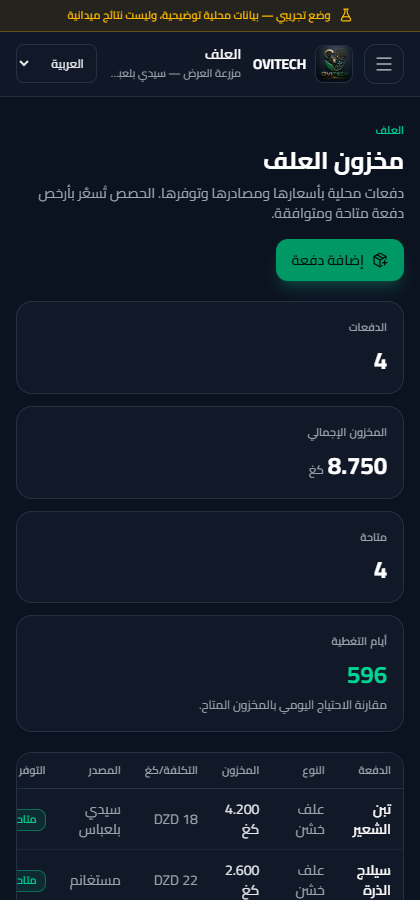 وضع تجريبي — بيانات محلية توضيحية، وليست نتائج ميدانية
OVITECH
العلف
مزرعة العرض — سيدي بلعبـ...
العربية
العلف
مخزون العلف
دفعات محلية بأسعارها ومصادرها وتوفرها. الحصص تُسعَّر بأرخص
دفعة متاحة ومتوافقة.
إضافة دفعة
الدفعات
4
المخزون الإجمالي
8.750 كغ
متاحة
4
أيام التغطية
596
مقارنة الاحتياج اليومي بالمخزون المتاح.
الدفعة النوع المخزون التكلفة/كغ المصدر التوفر
تبن الشعير علف خشن 4.200 كغ DZD 18 سيدي بلعباس متاح
سيلاج الذرة علف خشن 2.600 كغ DZD 22 مستغانم متاح